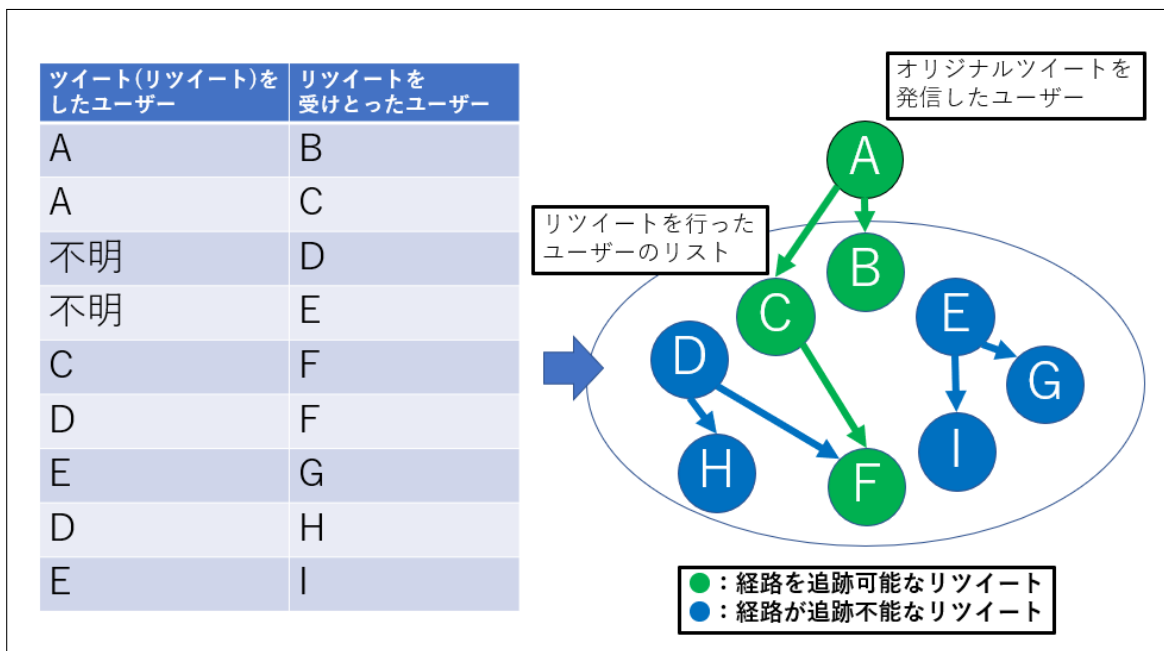 ツイート(リツイート)を
したユーザー
リツイートを
受けとったユーザー
A
B
A
C
不明
D
不明
E
C
F
D
F
E
G
D
H
E
I
オリジナルツイートを
発信したユーザー
A
リツイートを行った
ユーザーのリスト
B
C
E
D
G
H
I
F
●：経路を追跡可能なリツイート
●：経路が追跡不能なリツイート